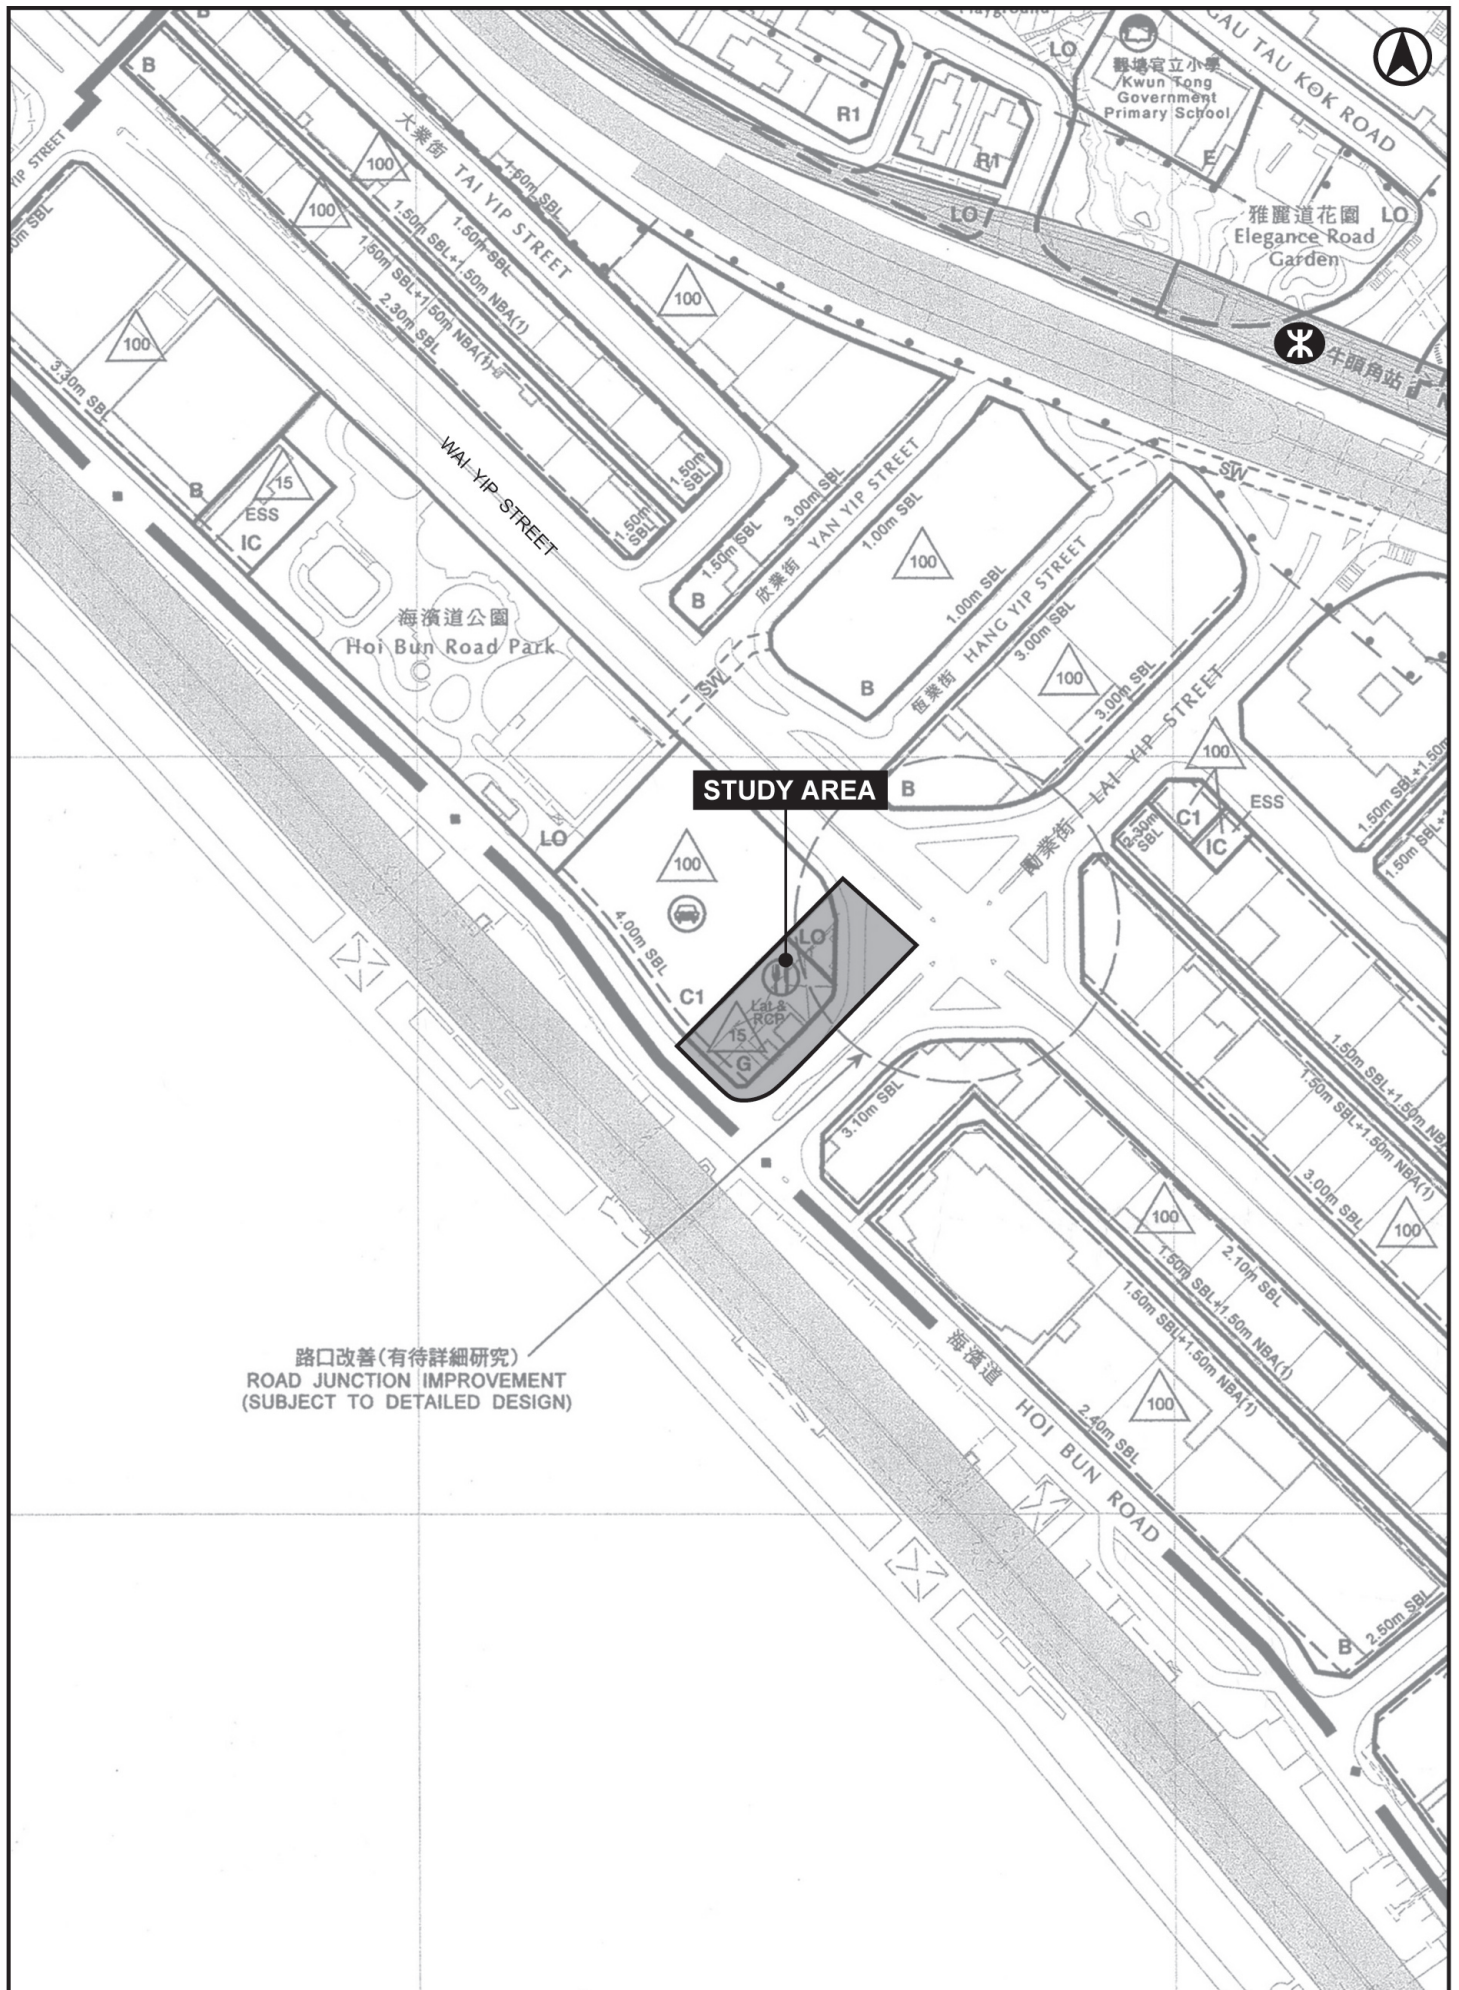 B
B
Playground
LO
觀塘官立小學
Kwun Tong
Government
Primary School
E
R1
R1
LO
雅麗道花園
Elegance Road
Garden
LO
牛頭角站
YIP STREET
大業街 TAI YIP STREET
100
100
1.50m SBL
1.50m SBL
1.50m SBL+1.50m NBA(1)
1.50m SBL+1.50m NBA(1)
2.30m SBL
100
100
3.30m SBL
WAI YIP STREET
B
15
ESS
IC
1.50m
SBL
1.50m
SBL
1.50m SBL
3.00m SBL
B
欣業街 YAN YIP STREET
1.00m SBL
100
1.00m SBL
B
恆業街 HANG YIP STREET
3.00m SBL
100
3.00m SBL
B
SW
SW
海濱道公園
Hoi Bun Road Park
LO
STUDY AREA
勵業街 LAI YIP STREET
100
ESS
C1
IC
2.30m
SBL
1.50m SBL+1.50m
1.50m SBL+
100
4.00m SBL
C1
LO
Lat &
RCP
15
G
3.10m SBL
1.50m SBL+1.50m NBA
1.50m SBL+1.50m NBA(1)
3.00m SBL
100
100
2.10m SBL
1.50m SBL+1.50m NBA(1)
1.50m SBL+1.50m NBA(1)
100
2.40m SBL
海濱道 HOI BUN ROAD
B
2.50m SBL
路口改善(有待詳細研究)
ROAD JUNCTION IMPROVEMENT
(SUBJECT TO DETAILED DESIGN)